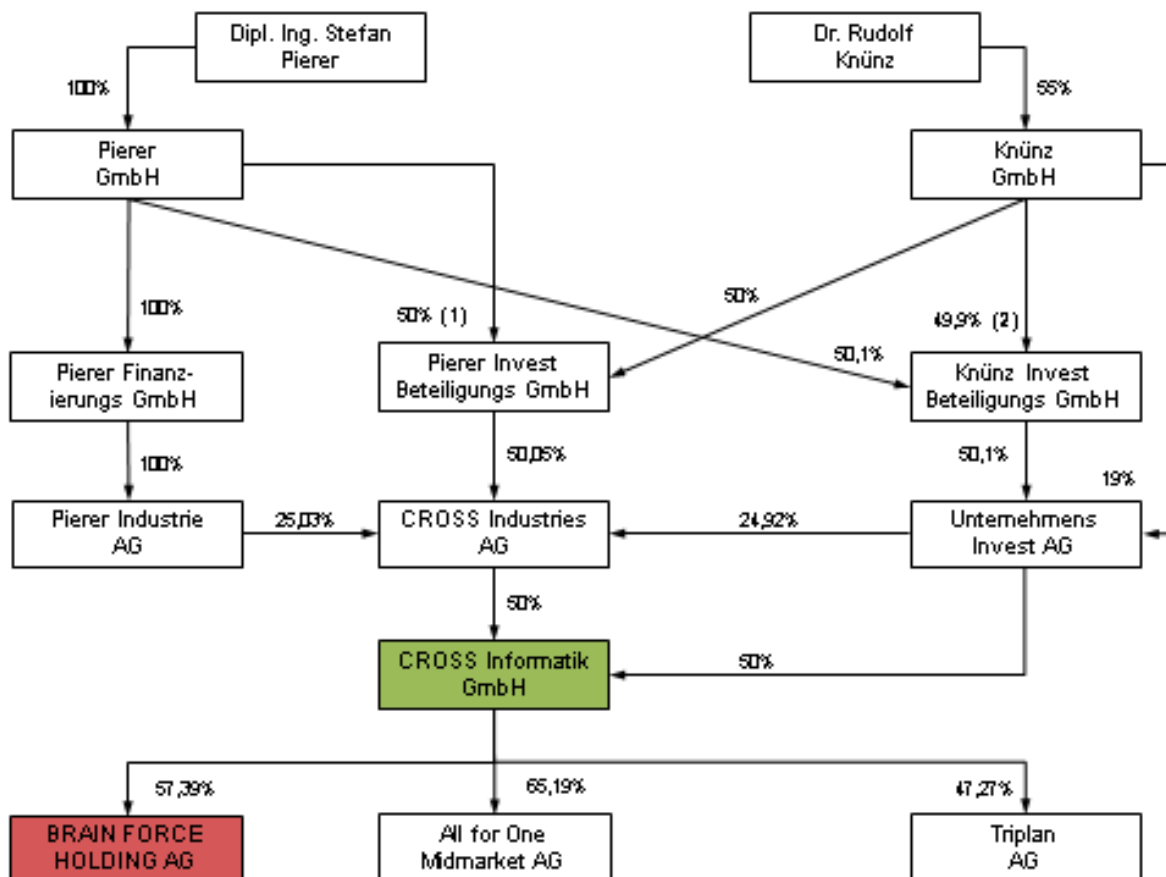 Dipl. Ing. Stefan
Pierer
Dr. Rudolf
Knünz
100%
55%
Pierer
GmbH
Knünz
GmbH
100%
50% (1)
50%
50,1%
49,9% (2)
Pierer Finanz-
ierungs GmbH
Pierer Invest
Beteiligungs GmbH
Knünz Invest
Beteiligungs GmbH
100%
50,05%
50,1%
19%
Pierer Industrie
AG
25,03%
CROSS Industries
AG
24,92%
Unternehmens
Invest AG
50%
CROSS Informatik
GmbH
50%
57,39%
65,19%
47,27%
BRAIN FORCE
HOLDING AG
All for One
Midmarket AG
Triplan
AG